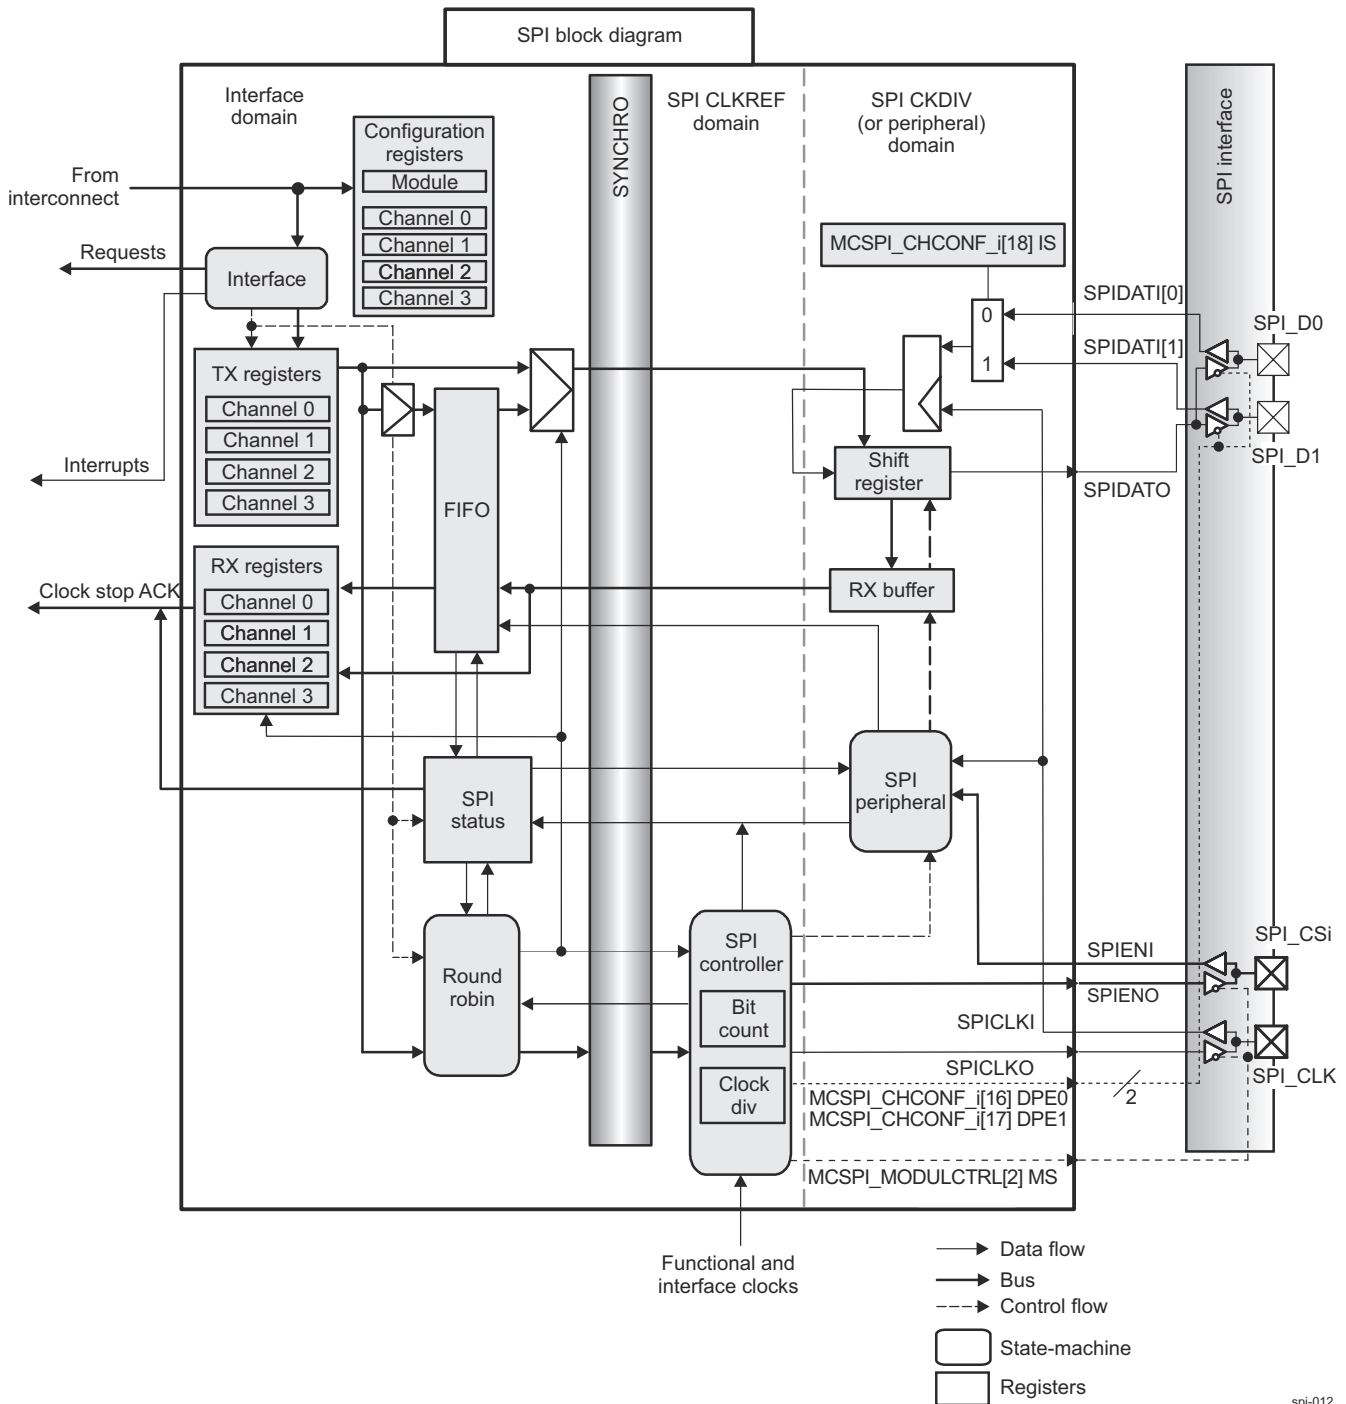 SPI block diagram
Interface
domain
SYNCHRO
SPI CLKREF
domain
SPI CKDIV
(or peripheral)
domain
SPI interface
Configuration
registers
Module
Channel 0
Channel 1
Channel 2
Channel 3
From
interconnect
Requests
Interface
Interrupts
Clock stop ACK
TX registers
Channel 0
Channel 1
Channel 2
Channel 3
RX registers
Channel 0
Channel 1
Channel 2
Channel 3
FIFO
MCSPI_CHCONF_i[18] IS
0
1
SPIDATI[0]
SPIDATI[1]
SPI_D0
SPI_D1
Shift
register
SPIDATO
RX buffer
SPI
status
SPI
peripheral
Round
robin
SPI
controller
Bit
count
Clock
div
SPIENI
SPIENO
SPICLKI
SPICLKO
SPI_CSi
SPI_CLK
2
MCSPI_CHCONF_i[16] DPE0
MCSPI_CHCONF_i[17] DPE1
MCSPI_MODULCTRL[2] MS
Functional and
interface clocks
Data flow
Bus
Control flow
State-machine
Registers
spi-012